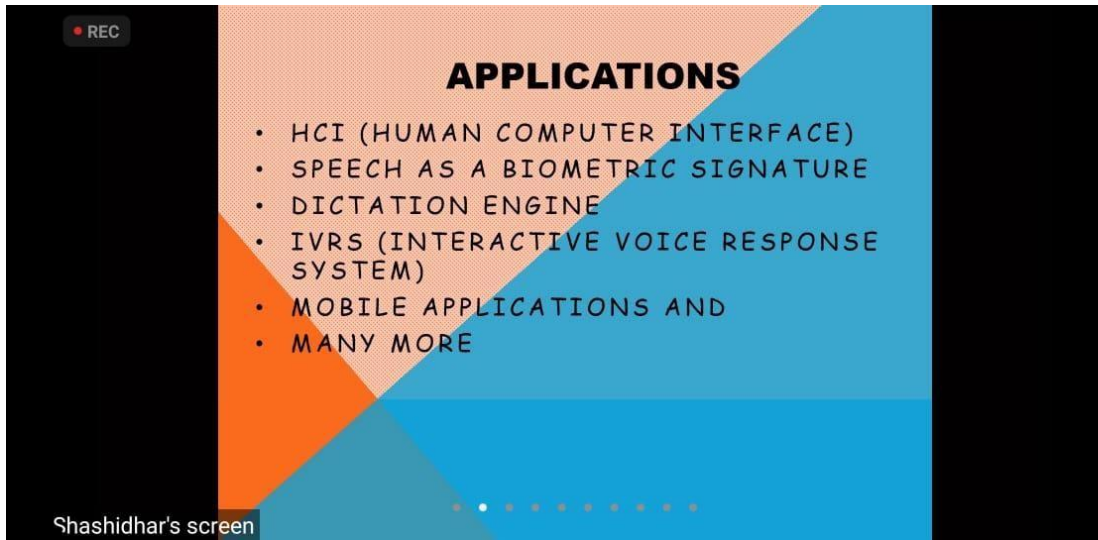 REC
APPLICATIONS
• HCI (HUMAN COMPUTER INTERFACE)
• SPEECH AS A BIOMETRIC SIGNATURE
• DICTATION ENGINE
• IVRS (INTERACTIVE VOICE RESPONSE
SYSTEM)
• MOBILE APPLICATIONS AND
• MANY MORE
Shashidhar's screen